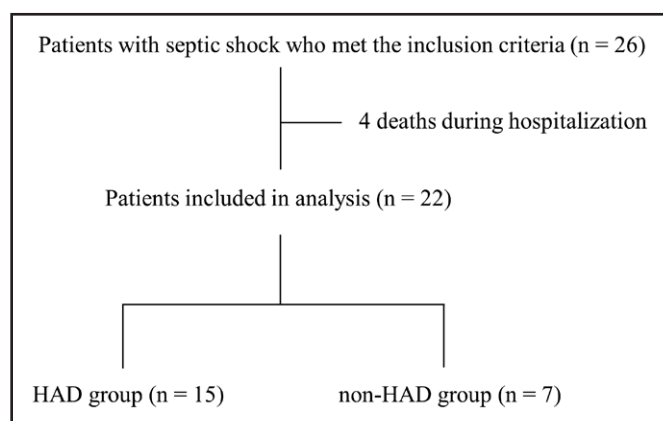 Patients with septic shock who met the inclusion criteria (n = 26)
4 deaths during hospitalization
Patients included in analysis (n = 22)
HAD group (n = 15)
non-HAD group (n = 7)